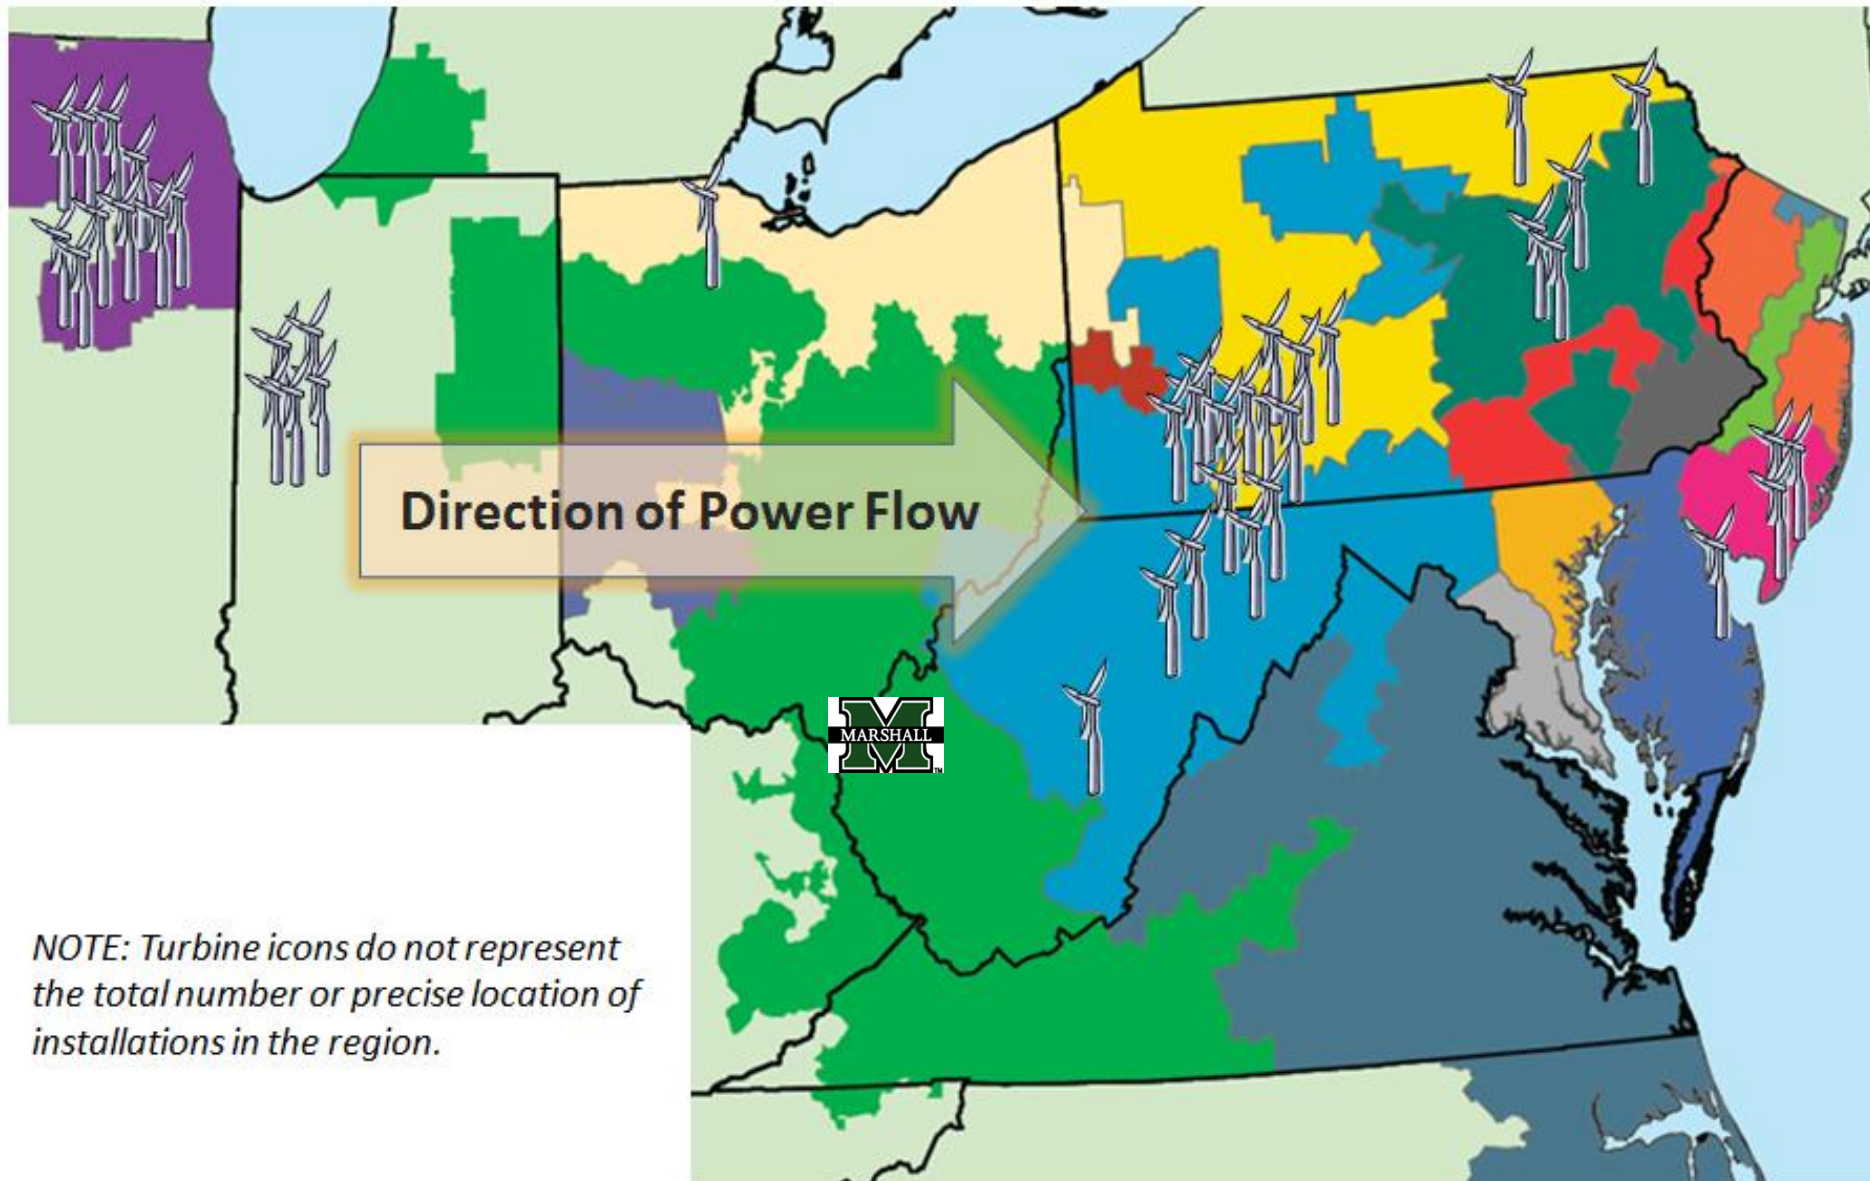 Direction of Power Flow
MARSHALL
NOTE: Turbine icons do not represent
the total number or precise location of
installations in the region.